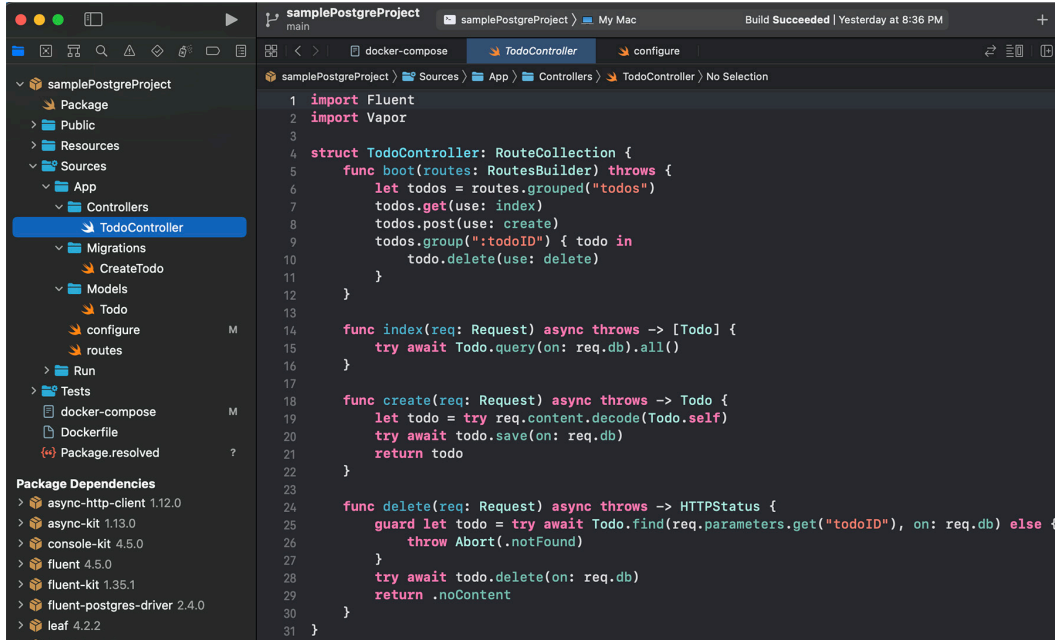 samplePostgreProject
main
samplePostgreProject
My Mac
Build Succeeded | Yesterday at 8:36 PM
docker-compose
TodoController
configure
samplePostgreProject
Sources
App
Controllers
TodoController
No Selection
samplePostgreProject
Package
Public
Resources
Sources
App
Controllers
TodoController
Migrations
CreateTodo
Models
Todo
configure M
routes
Run
Tests
docker-compose M
Dockerfile
Package.resolved ?
Package Dependencies
async-http-client 1.12.0
async-kit 1.13.0
console-kit 4.5.0
fluent 4.5.0
fluent-kit 1.35.1
fluent-postgres-driver 2.4.0
leaf 4.2.2
1 import Fluent
2 import Vapor
3
4 struct TodoController: RouteCollection {
5     func boot(routes: RoutesBuilder) throws {
6         let todos = routes.grouped("todos")
7         todos.get(use: index)
8         todos.post(use: create)
9         todos.group(":todoID") { todo in
10             todo.delete(use: delete)
11         }
12     }
13
14     func index(req: Request) async throws -> [Todo] {
15         try await Todo.query(on: req.db).all()
16     }
17
18     func create(req: Request) async throws -> Todo {
19         let todo = try req.content.decode(Todo.self)
20         try await todo.save(on: req.db)
21         return todo
22     }
23
24     func delete(req: Request) async throws -> HTTPStatus {
25         guard let todo = try await Todo.find(req.parameters.get("todoID"), on: req.db) else {
26             throw Abort(.notFound)
27         }
28         try await todo.delete(on: req.db)
29         return .noContent
30     }
31 }